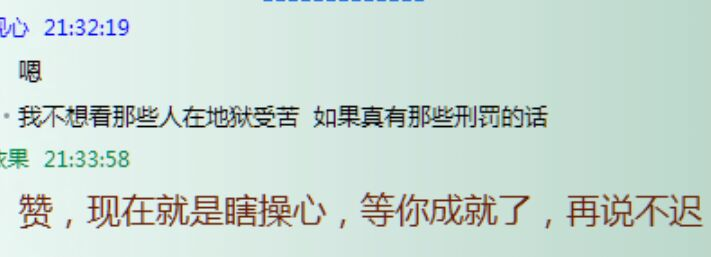 观心 21:32:19
嗯
我不想看那些人在地狱受苦 如果真有那些刑罚的话
果 21:33:58
赞，现在就是瞎操心，等你成就了，再说不迟